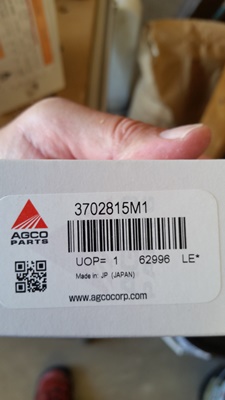 3702815M1
AGCO
PARTS
UOP= 1 62996 LE*
Made in: JP (JAPAN)
www.agcocorp.com